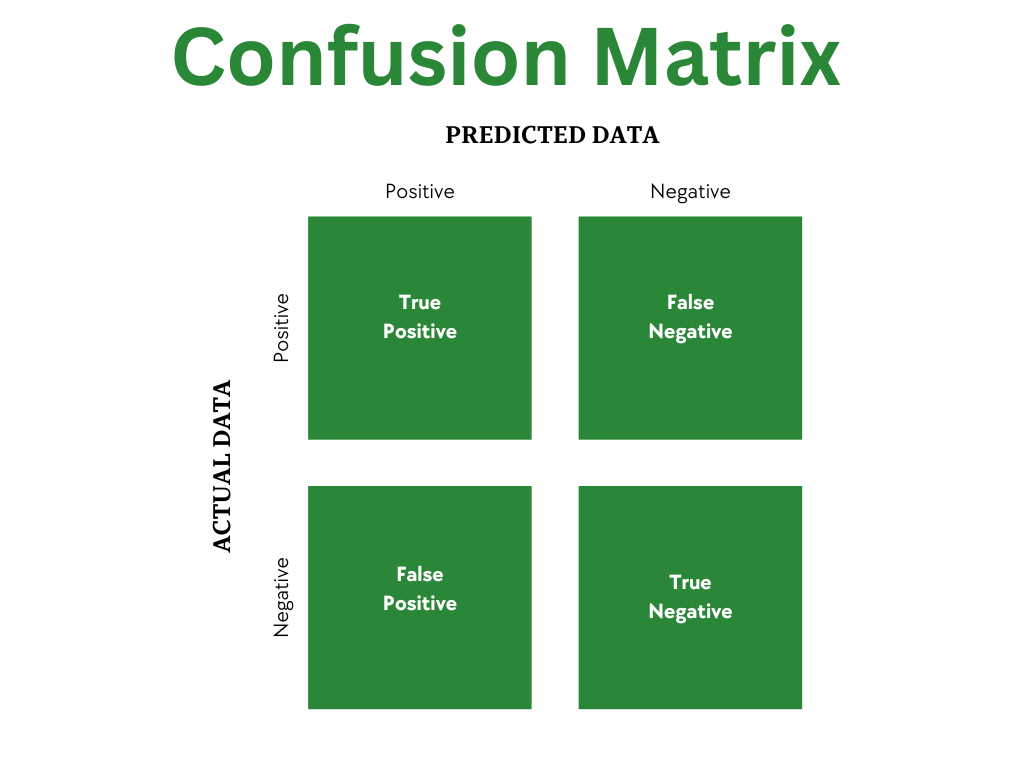 Confusion Matrix
PREDICTED DATA
Positive
Negative
ACTUAL DATA
Positive
True
Positive
False
Negative
Negative
False
Positive
True
Negative